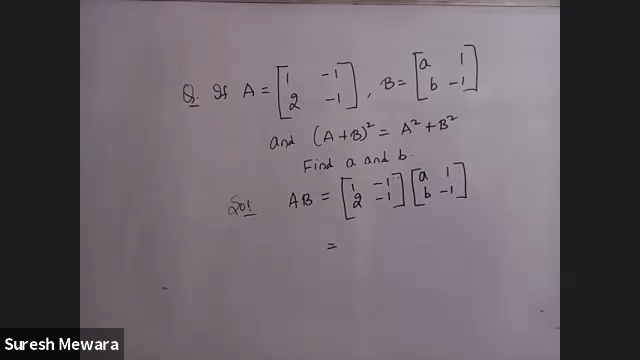 Q. If A = [1 -1 2 -1], B = [a 1 b -1]
and (A+B)² = A² + B²
Find a and b.
Sol AB = [1 -1 2 -1] [a 1 b -1]
=
Suresh Mewara